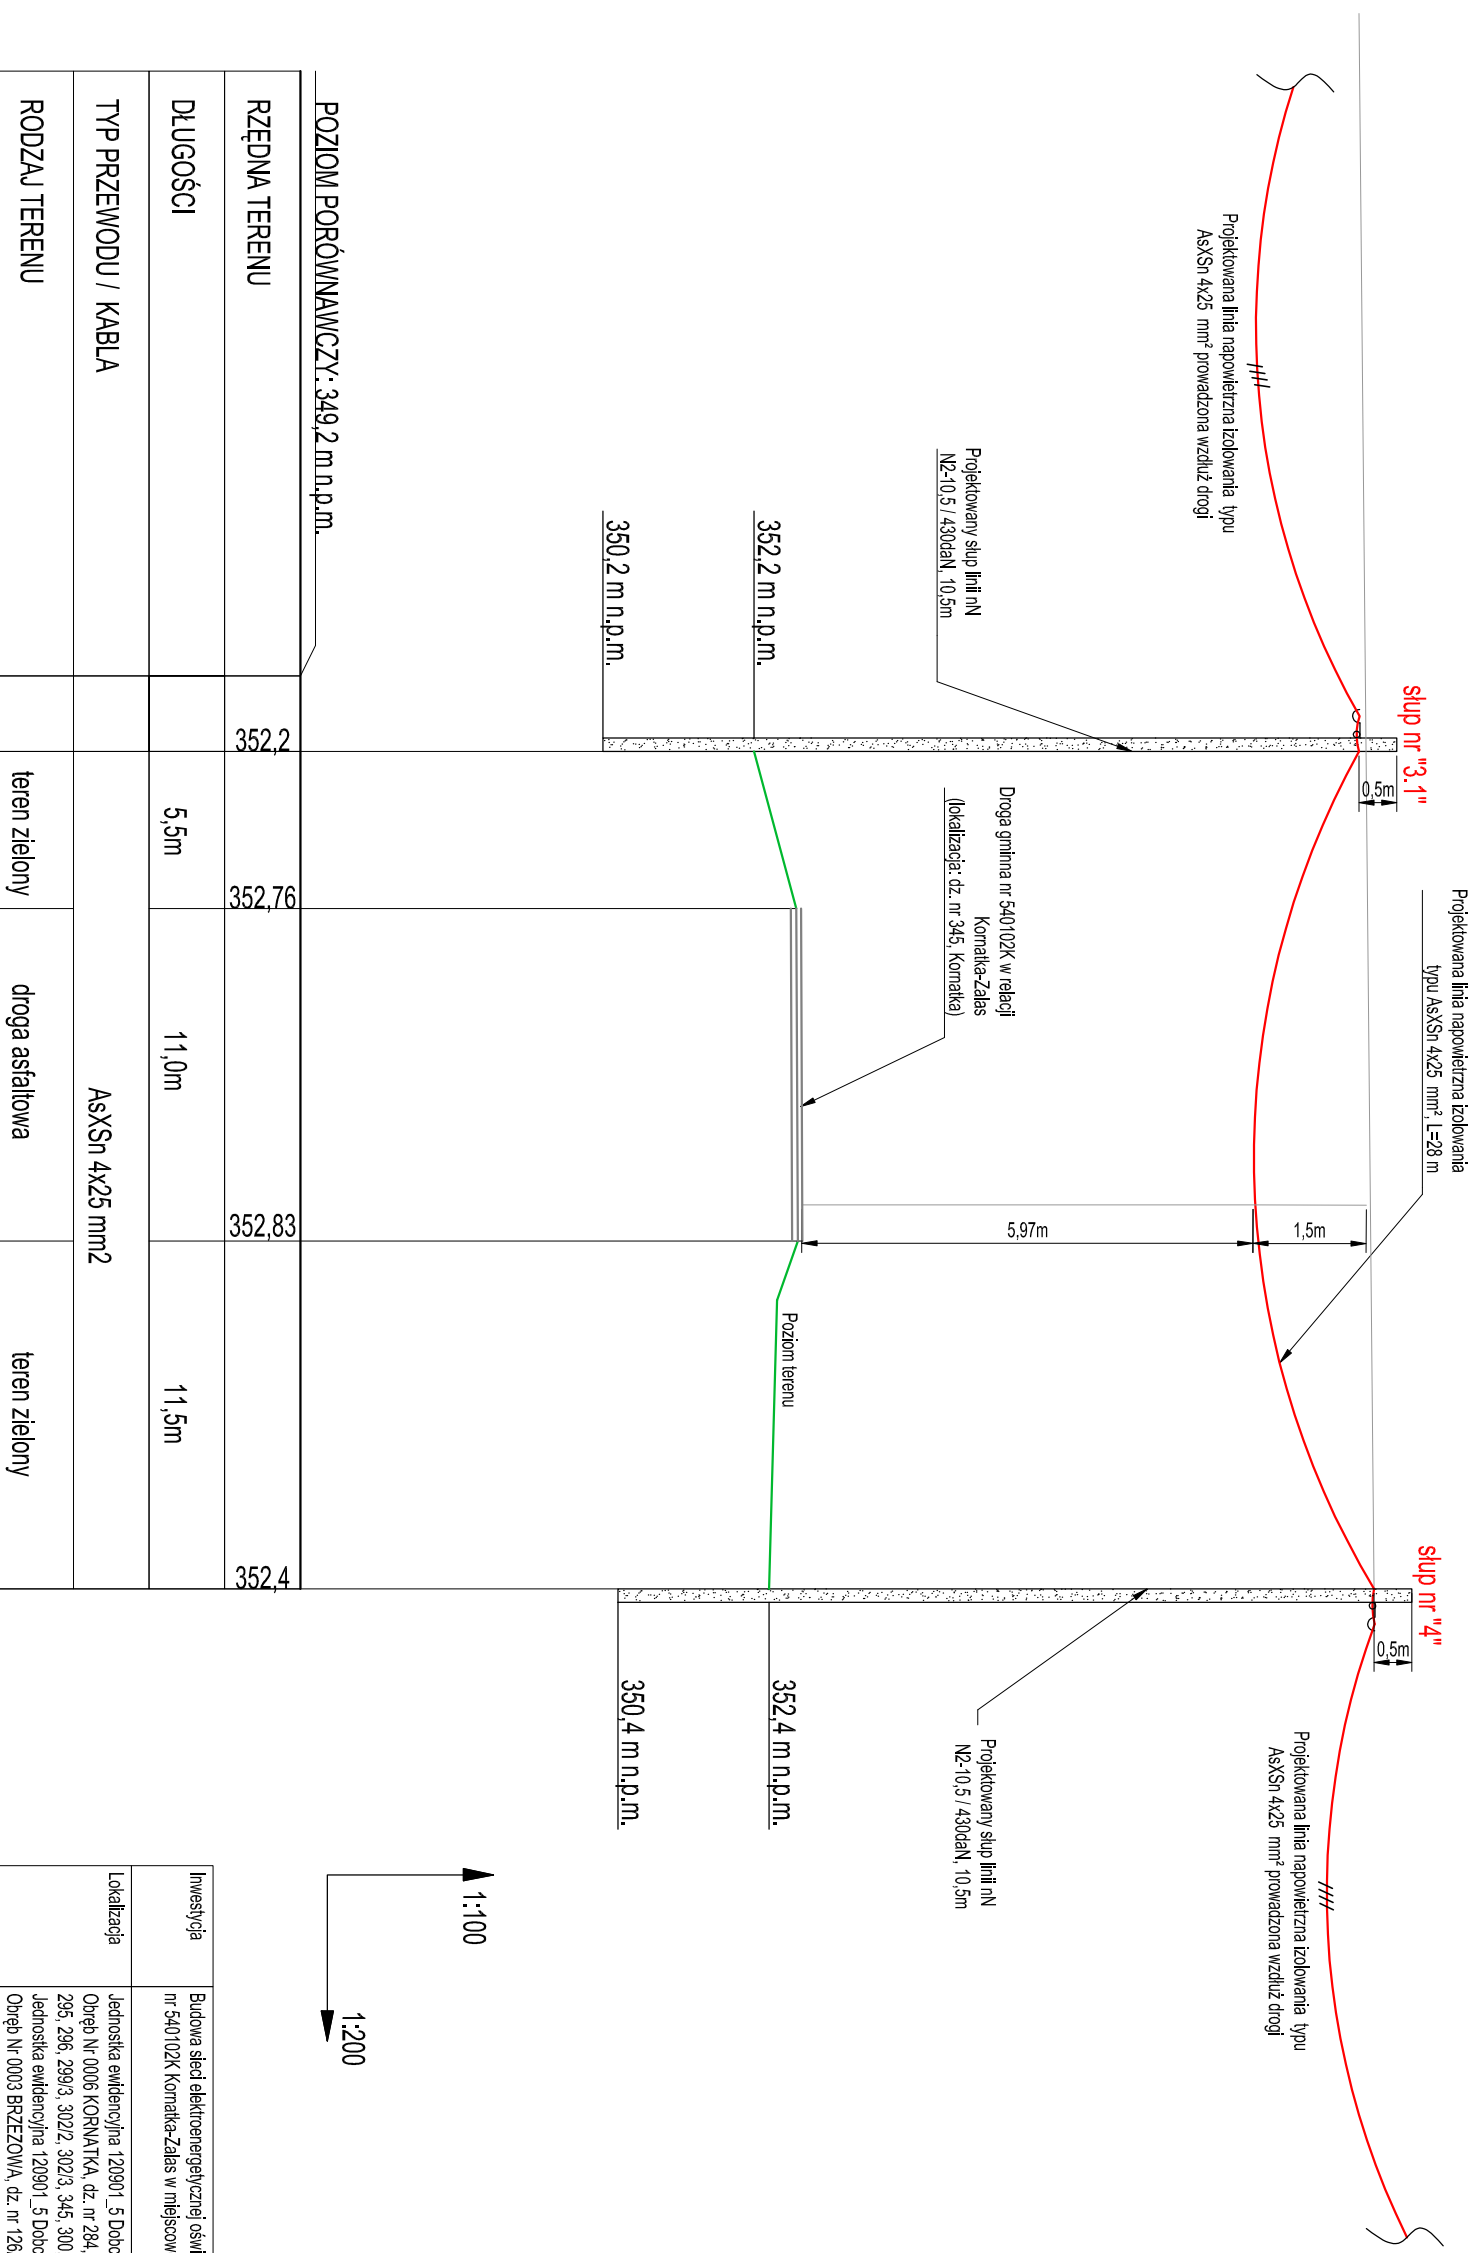 Projektowana linia napowietrzna izolowania
typu AsXSn 4x25 mm², L=28 m
słup nr "3.1"
słup nr "4"
0,5m
0,5m
Projektowana linia napowietrzna izolowania typu
AsXSn 4x25 mm² prowadzona wzdłuż drogi
1,5m
Projektowana linia napowietrzna izolowania typu
AsXSn 4x25 mm² prowadzona wzdłuż drogi
Projektowany słup linii nN
N2-10,5 / 430daN, 10,5m
Droga gminna nr 540102K w relacji
Kornatka-Zalas
(lokalizacja: dz. nr 345, Kornatka)
5,97m
Projektowany słup linii nN
N2-10,5 / 430daN, 10,5m
352,2 m n.p.m.
Poziom terenu
352,4 m n.p.m.
350,2 m n.p.m.
350,4 m n.p.m.
1:100
1:200
POZIOM PORÓWNAWCZY: 349,2 m n.p.m.
RZĘDNA TERENU
352,2
352,76
352,83
352,4
DŁUGOŚCI
5,5m
11,0m
11,5m
TYP PRZEWODU / KABLA
AsXSn 4x25 mm2
RODZAJ TERENU
teren zielony
droga asfaltowa
teren zielony
Inwestycja
Budowa sieci elektroenergetycznej oświ
nr 540102K Kornatka-Zalas w miejscow
Lokalizacja
Jednostka ewidencyjna 120901_5 Dobc
Obręb Nr 0006 KORNATKA, dz. nr 284,
295, 296, 299/3, 302/2, 302/3, 345, 300
Jednostka ewidencyjna 120901_5 Dobc
Obręb Nr 0003 BRZEZOWA, dz. nr 126